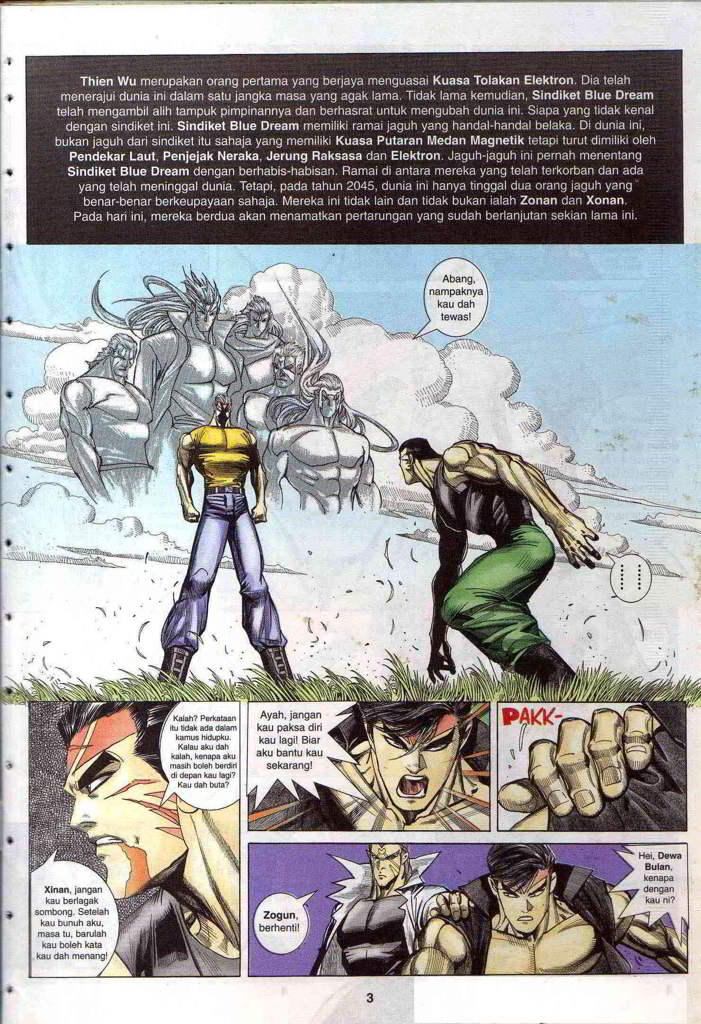 Thien Wu merupakan orang pertama yang berjaya menguasai Kuasa Tolakan Elektron. Dia telah
menerajui dunia ini dalam satu jangka masa yang agak lama. Tidak lama kemudian, Sindiket Blue Dream
telah mengambil alih tampuk pimpinannya dan berhasrat untuk mengubah dunia ini. Siapa yang tidak kenal
dengan sindiket ini. Sindiket Blue Dream memiliki ramai jaguh yang handal-handal belaka. Di dunia ini,
bukan jaguh dari sindiket itu sahaja yang memiliki Kuasa Putaran Medan Magnetik tetapi turut dimiliki oleh
Pendekar Laut, Penjejak Neraka, Jerung Raksasa dan Elektron. Jaguh-jaguh ini pernah menentang
Sindiket Blue Dream dengan berhabis-habisan. Ramai di antara mereka yang telah terkorban dan ada
yang telah meninggal dunia. Tetapi, pada tahun 2045, dunia ini hanya tinggal dua orang jaguh yang
benar-benar berkeupayaan sahaja. Mereka ini tidak lain dan tidak bukan ialah Zonan dan Xonan.
Pada hari ini, mereka berdua akan menamatkan pertarungan yang sudah berlanjutan sekian lama ini.
Abang,
nampaknya
kau dah
tewas!
Kalah? Perkataan
itu tidak ada dalam
kamus hidupku.
Kalau aku dah
kalah, kenapa aku
masih boleh berdiri
di depan kau lagi?
Kau dah buta?
Xinan, jangan
kau berlagak
sombong. Setelah
kau bunuh aku,
masa tu, barulah
kau boleh kata
kau dah menang!
Ayah, jangan
kau paksa diri
kau lagi! Biar
aku bantu kau
sekarang!
PAKK-
Zogun,
berhenti!
Hei, Dewa
Bulan,
kenapa
dengan
kau ni?
3